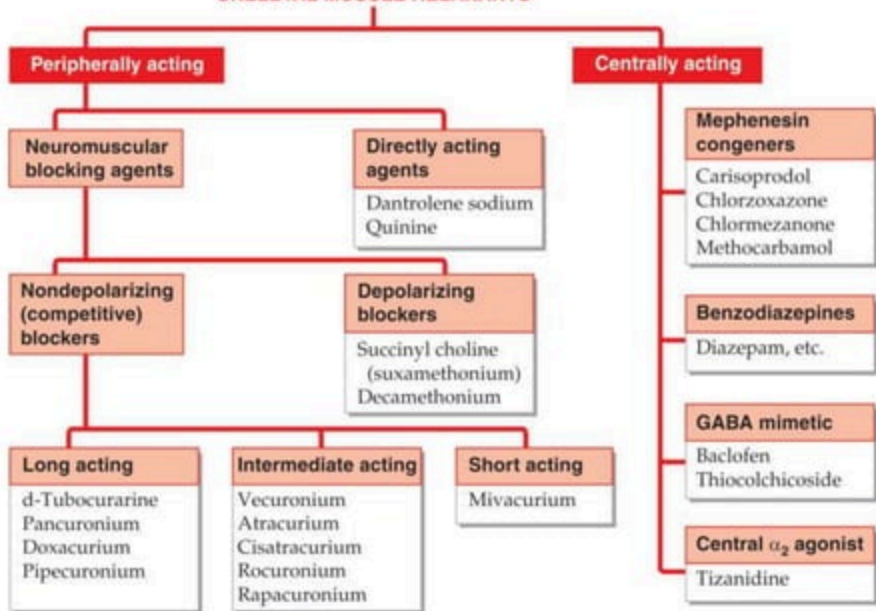 Peripherally acting
Centrally acting
Neuromuscular
blocking agents
Directly acting
agents
Dantrolene sodium
Quinine
Mephenesin
congeners
Carisoprodol
Chlorzoxazone
Chlormezanone
Methocarbamol
Nondepolarizing
(competitive)
blockers
Depolarizing
blockers
Succinyl choline
(suxamethonium)
Decamethonium
Benzodiazepines
Diazepam, etc.
GABA mimetic
Baclofen
Thiocolchicoside
Long acting
d-Tubocurarine
Pancuronium
Doxacurium
Pipecuronium
Intermediate acting
Vecuronium
Atracurium
Cisatracurium
Rocuronium
Rapacuronium
Short acting
Mivacurium
Central α₂ agonist
Tizanidine